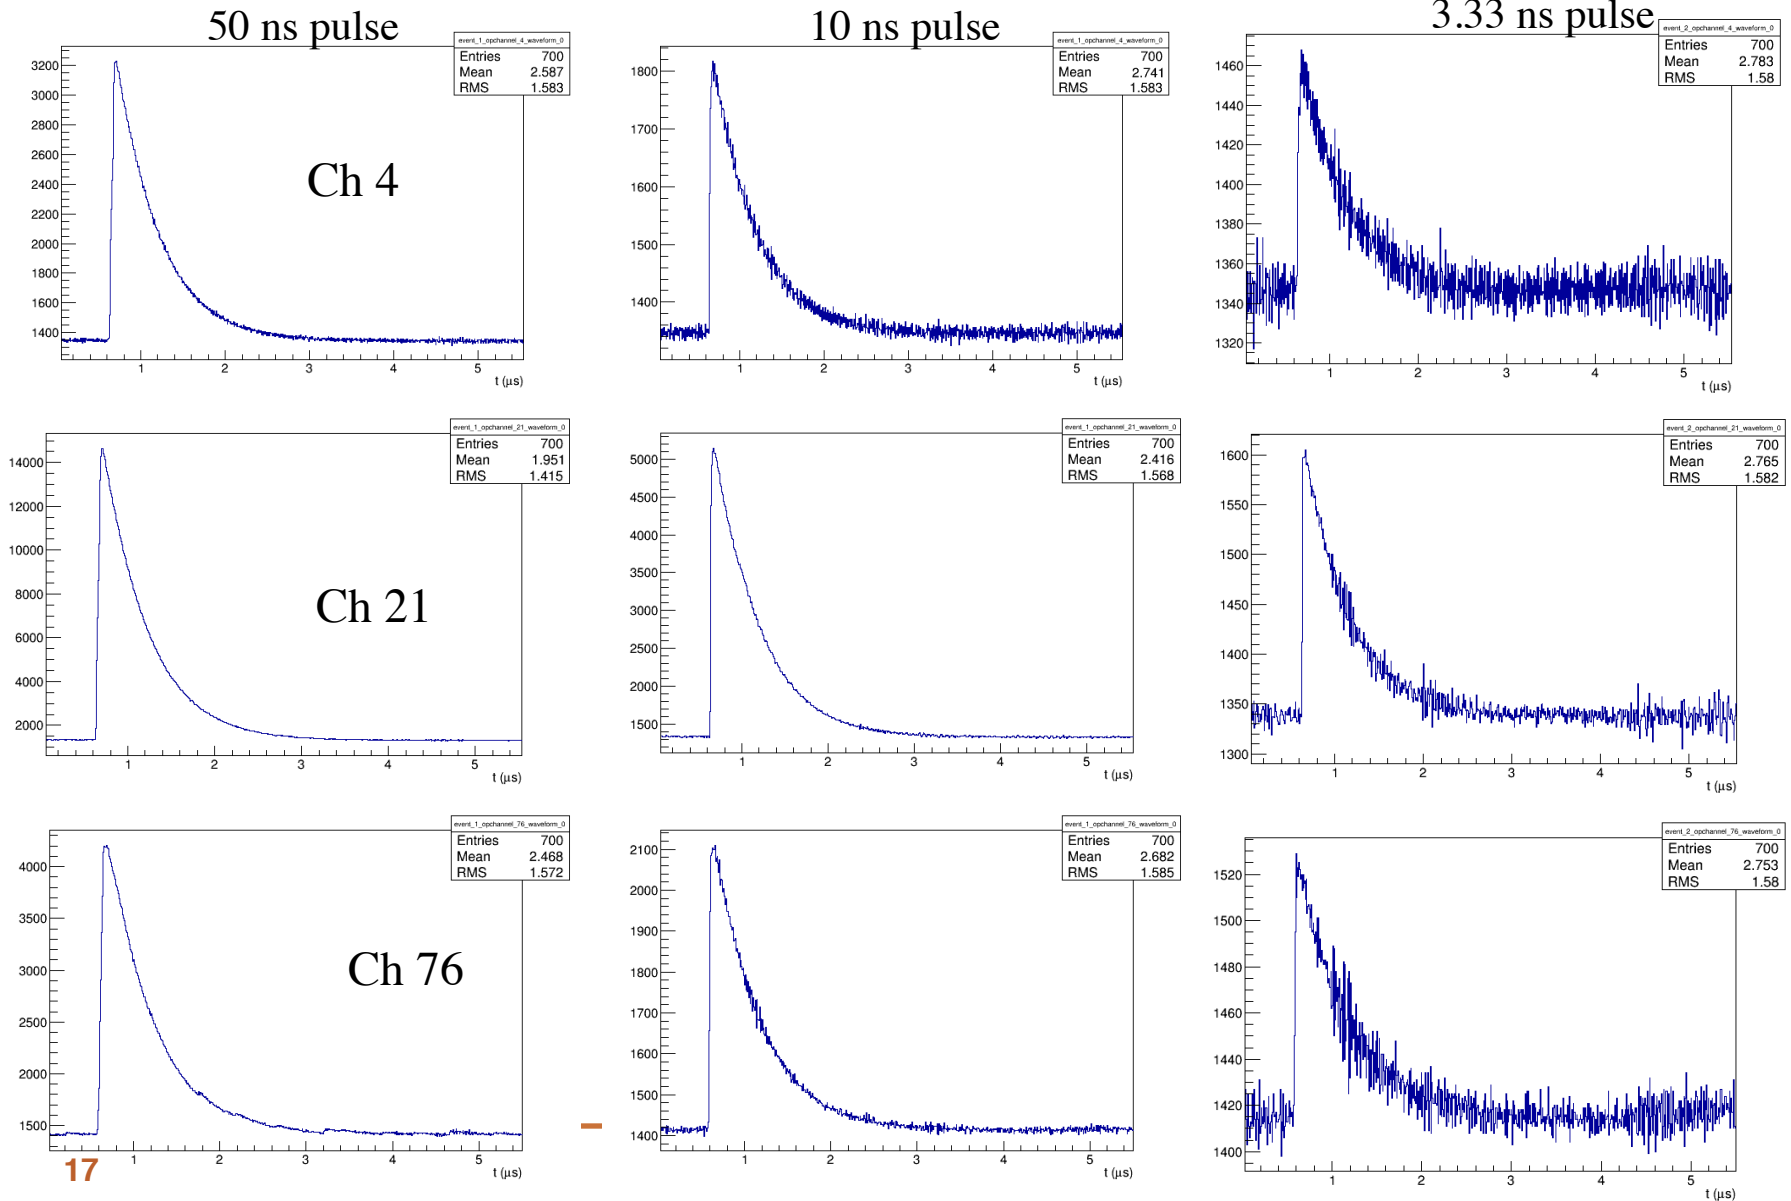 50 ns pulse
10 ns pulse
3.33 ns pulse
event_1_opchannel_4_waveform_0
Entries 700
Mean 2.587
RMS 1.583
3200
3000
2800
2600
2400
2200
2000
1800
1600
1400
1 2 3 4 5
t (μs)
Ch 4
event_1_opchannel_4_waveform_0
Entries 700
Mean 2.741
RMS 1.583
1800
1700
1600
1500
1400
1 2 3 4 5
t (μs)
event_2_opchannel_4_waveform_0
Entries 700
Mean 2.783
RMS 1.58
1460
1440
1420
1400
1380
1360
1340
1320
1 2 3 4 5
t (μs)
event_1_opchannel_21_waveform_0
Entries 700
Mean 1.951
RMS 1.415
14000
12000
10000
8000
6000
4000
2000
1 2 3 4 5
t (μs)
Ch 21
event_1_opchannel_21_waveform_0
Entries 700
Mean 2.416
RMS 1.568
5000
4500
4000
3500
3000
2500
2000
1500
1 2 3 4 5
t (μs)
event_2_opchannel_21_waveform_0
Entries 700
Mean 2.765
RMS 1.582
1600
1550
1500
1450
1400
1350
1300
1 2 3 4 5
t (μs)
event_1_opchannel_76_waveform_0
Entries 700
Mean 2.468
RMS 1.572
4000
3500
3000
2500
2000
1500
1 2 3 4 5
t (μs)
Ch 76
event_1_opchannel_76_waveform_0
Entries 700
Mean 2.682
RMS 1.585
2100
2000
1900
1800
1700
1600
1500
1400
1 2 3 4 5
t (μs)
event_2_opchannel_76_waveform_0
Entries 700
Mean 2.753
RMS 1.58
1520
1500
1480
1460
1440
1420
1400
1 2 3 4 5
t (μs)
17